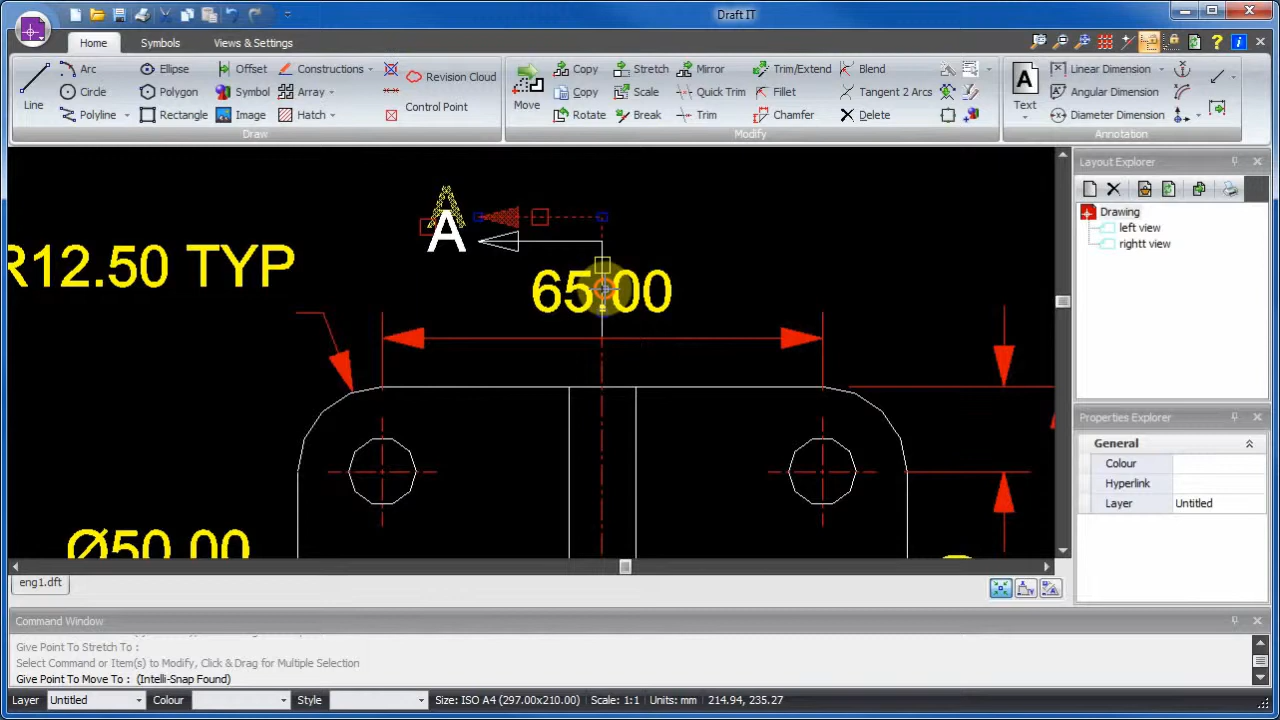 Draft IT
Home Symbols Views & Settings
Line Arc Circle Polyline Ellipse Polygon Rectangle Offset Symbol Image Constructions Array Hatch Revision Cloud Control Point
Draw
Move Copy Copy Rotate Stretch Scale Break Mirror Quick Trim Trim Trim/Extend Fillet Chamfer Blend Tangent 2 Arcs Delete
Modify
Text Linear Dimension Angular Dimension Diameter Dimension
Annotation
A
R12.50 TYP
65.00
Ø50.00
Layout Explorer
Drawing
left view
rightt view
Properties Explorer
General
Colour
Hyperlink
Layer Untitled
eng1.dft
Command Window
Give Point To Stretch To :
Select Command or Item(s) to Modify, Click & Drag for Multiple Selection
Give Point To Move To : (Intelli-Snap Found)
Layer Untitled Colour Style Size: ISO A4 (297.00x210.00) Scale: 1:1 Units: mm 214.94, 235.27